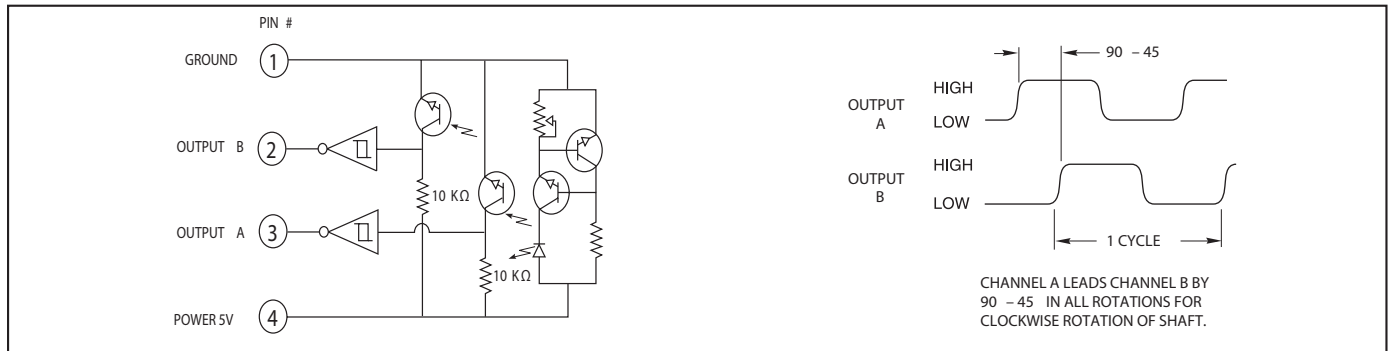 PIN #
GROUND 1
OUTPUT B 2
10 KΩ
OUTPUT A 3
10 KΩ
POWER 5V 4
90 – 45
OUTPUT
A
HIGH
LOW
OUTPUT
B
HIGH
LOW
1 CYCLE
CHANNEL A LEADS CHANNEL B BY
90 – 45 IN ALL ROTATIONS FOR
CLOCKWISE ROTATION OF SHAFT.